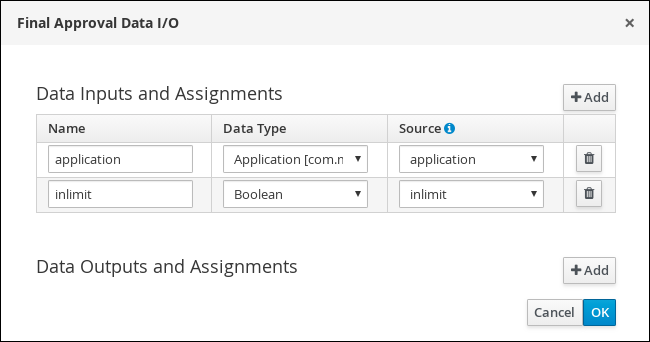 Final Approval Data I/O ×
Data Inputs and Assignments
+ Add
Name Data Type Source
application Application [com.n application
inlimit Boolean inlimit
Data Outputs and Assignments
+ Add
Cancel OK